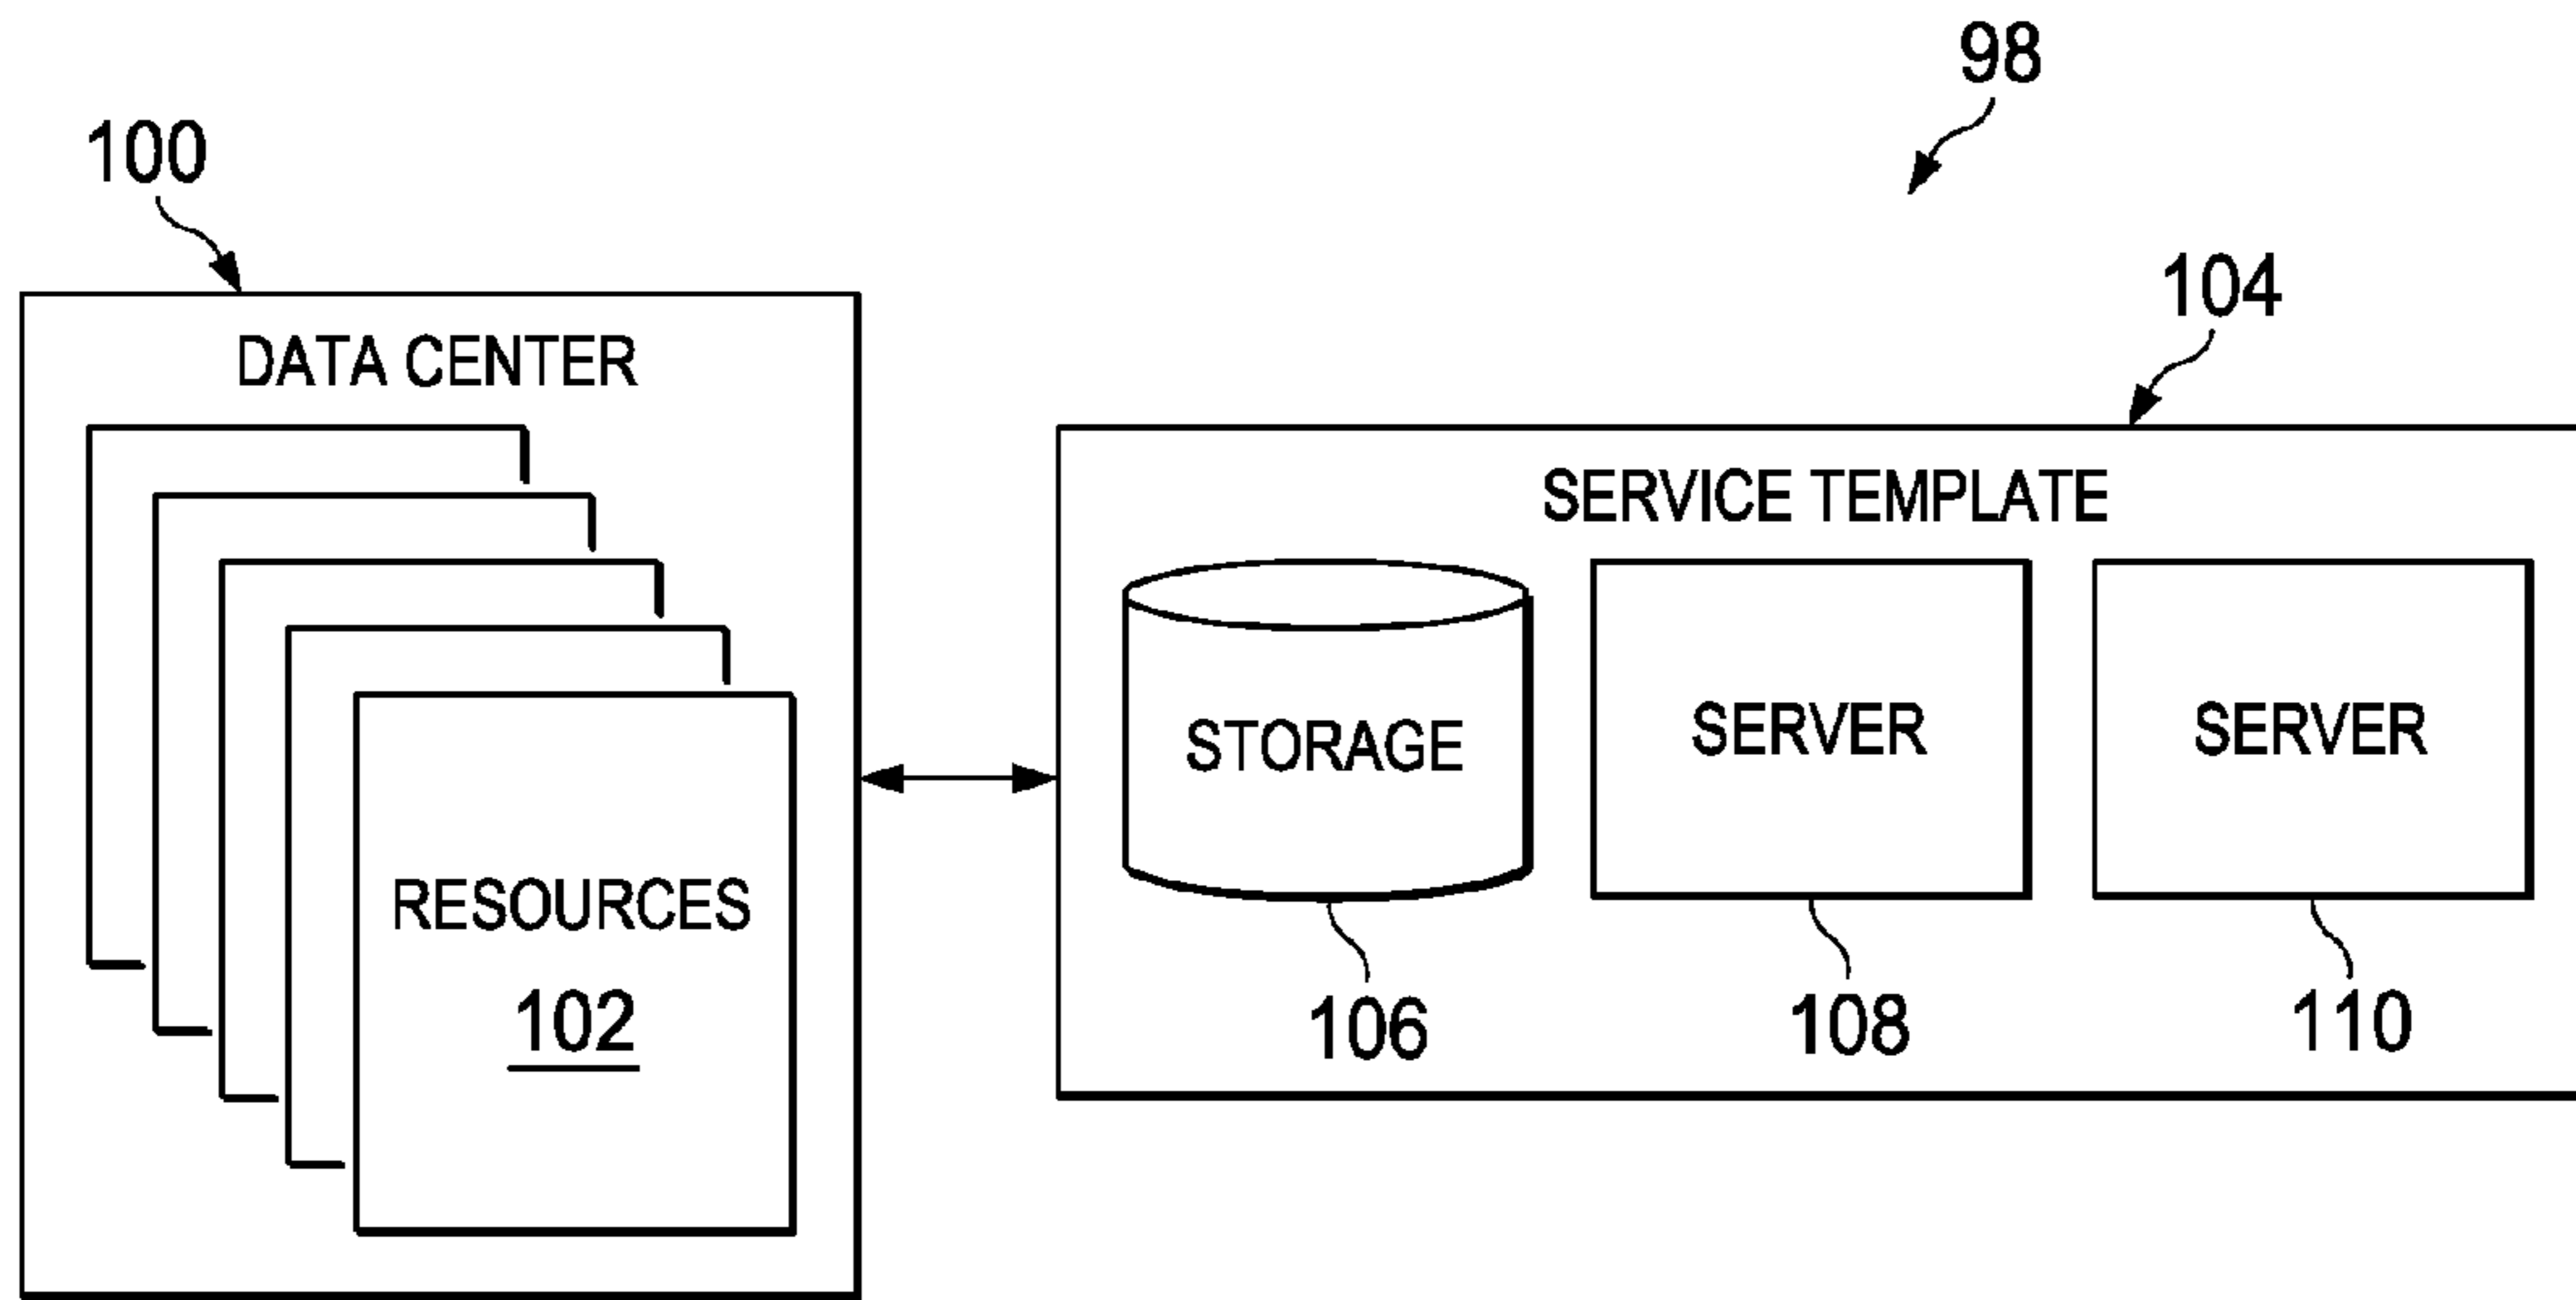 98
100
104
DATA CENTER
SERVICE TEMPLATE
STORAGE
SERVER
SERVER
RESOURCES
102
106
108
110